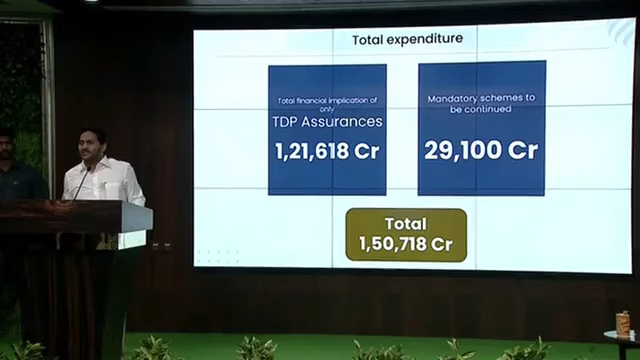 Total expenditure
Total financial implication of
only
TDP Assurances
1,21,618 Cr
Mandatory schemes to
be continued
29,100 Cr
Total
1,50,718 Cr